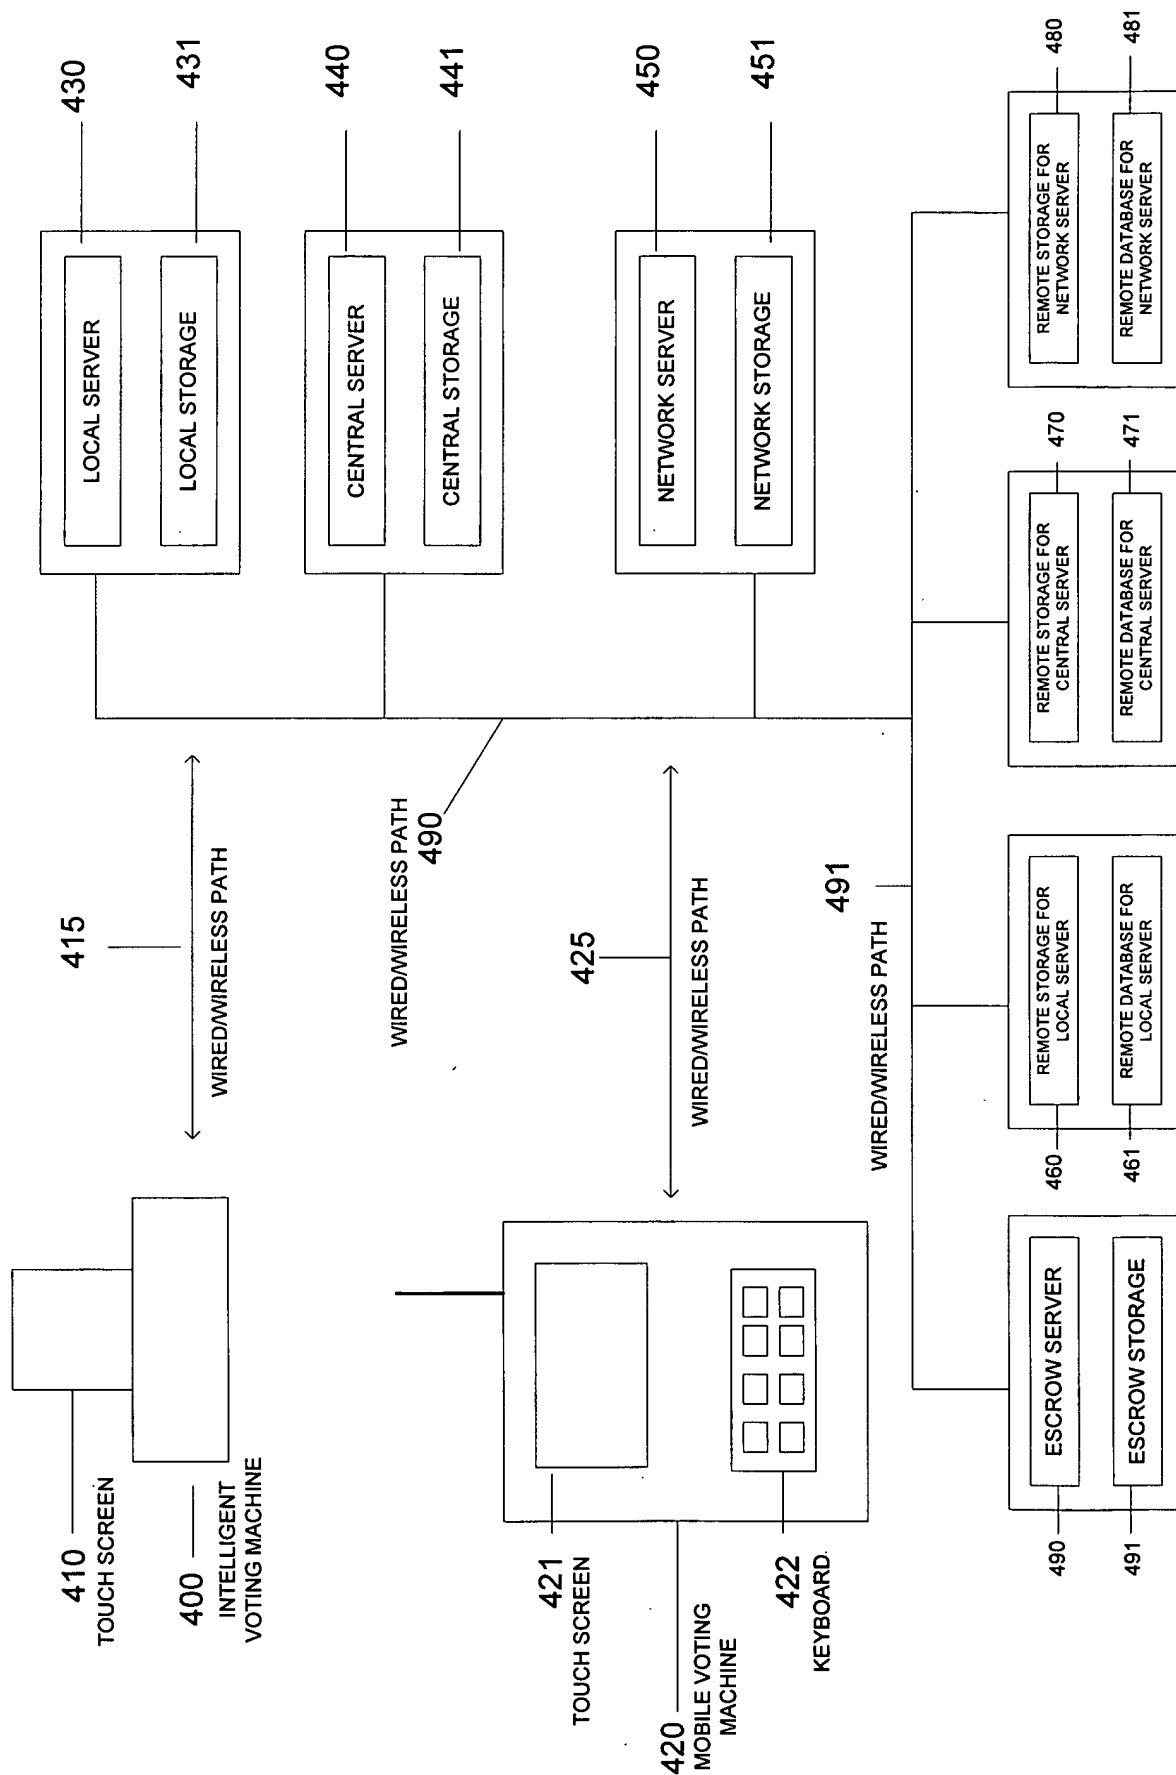 410
TOUCH SCREEN
400
INTELLIGENT
VOTING MACHINE
415
WIRED/WIRELESS PATH
430
LOCAL SERVER
LOCAL STORAGE
431
440
CENTRAL SERVER
CENTRAL STORAGE
441
WIRED/WIRELESS PATH
490
450
NETWORK SERVER
NETWORK STORAGE
451
421
TOUCH SCREEN
420
MOBILE VOTING
MACHINE
422
KEYBOARD
425
WIRED/WIRELESS PATH
491
WIRED/WIRELESS PATH
490
ESCROW SERVER
491
ESCROW STORAGE
460
REMOTE STORAGE FOR
LOCAL SERVER
461
REMOTE DATABASE FOR
LOCAL SERVER
470
REMOTE STORAGE FOR
CENTRAL SERVER
471
REMOTE DATABASE FOR
CENTRAL SERVER
480
REMOTE STORAGE FOR
NETWORK SERVER
481
REMOTE DATABASE FOR
NETWORK SERVER